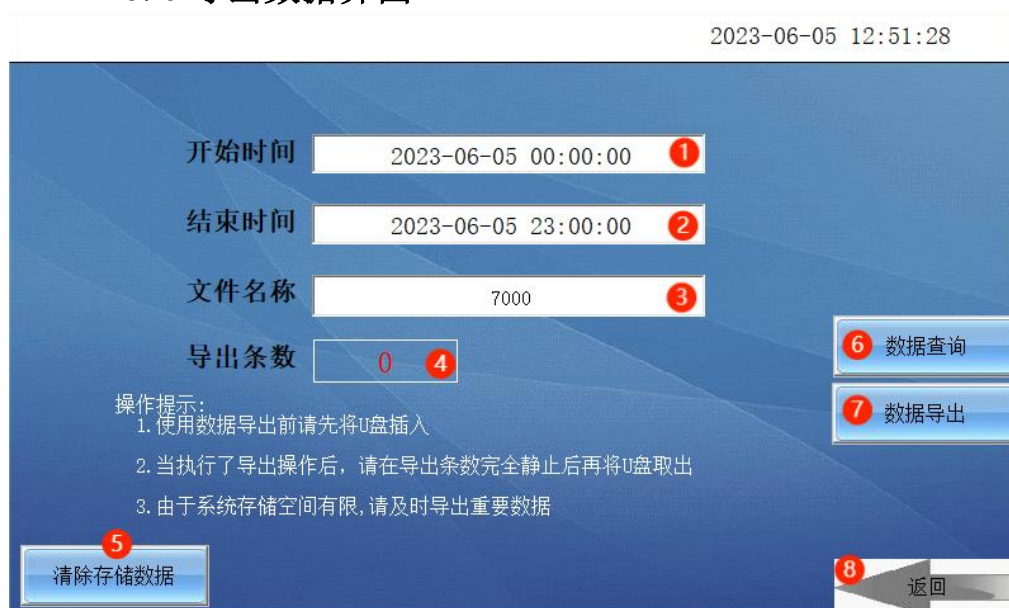 导出数据界面
2023-06-05 12:51:28
开始时间 2023-06-05 00:00:00 1
结束时间 2023-06-05 23:00:00 2
文件名称 7000 3
导出条数 0 4
6 数据查询
7 数据导出
操作提示:
1.使用数据导出前请先将U盘插入
2.当执行了导出操作后，请在导出条数完全静止后再将U盘取出
3.由于系统存储空间有限,请及时导出重要数据
5
清除存储数据
8 返回